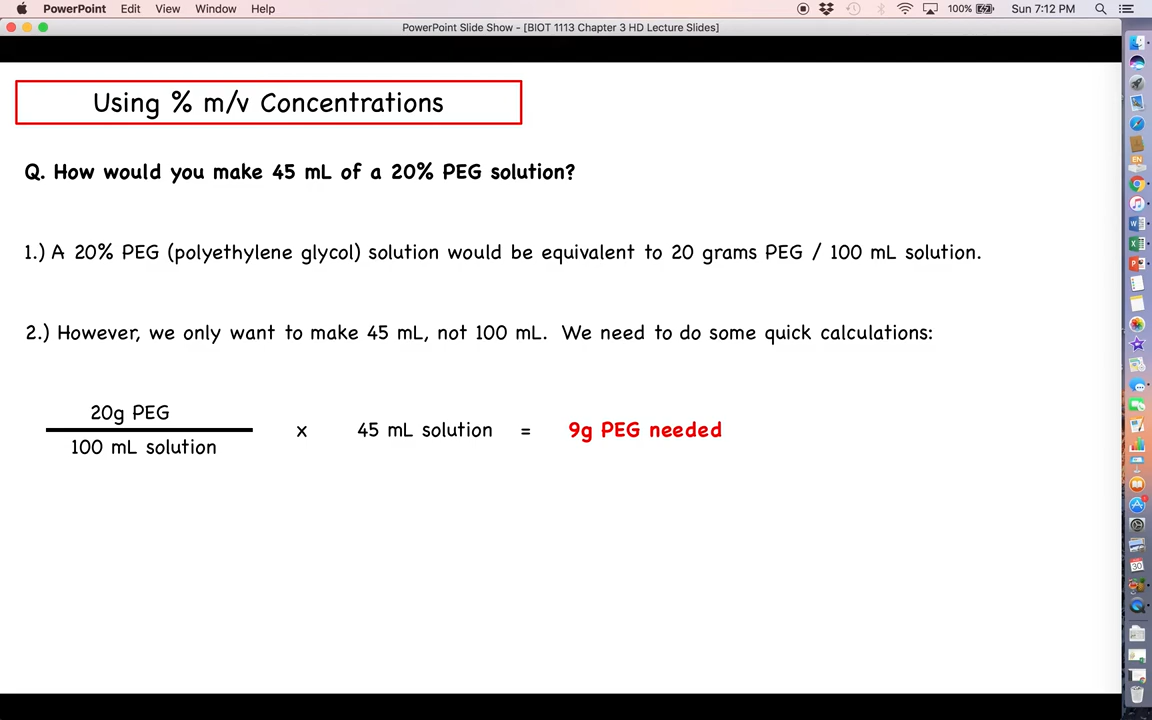 PowerPoint Edit View Window Help 100% Sun 7:12 PM
PowerPoint Slide Show - [BIOT 1113 Chapter 3 HD Lecture Slides]
Using % m/v Concentrations
Q. How would you make 45 mL of a 20% PEG solution?
1.) A 20% PEG (polyethylene glycol) solution would be equivalent to 20 grams PEG / 100 mL solution.
2.) However, we only want to make 45 mL, not 100 mL. We need to do some quick calculations:
20g PEG
100 mL solution
x 45 mL solution = 9g PEG needed